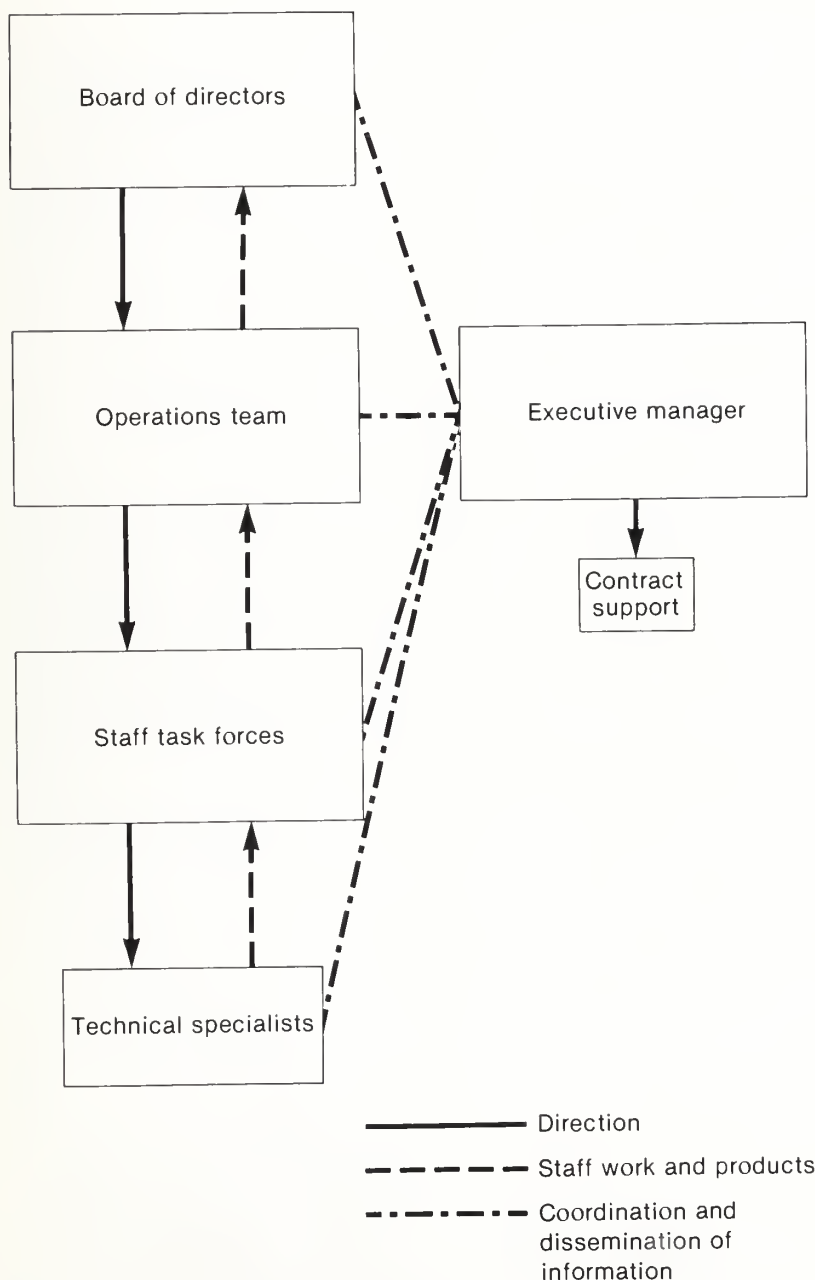 Board of directors
Operations team
Executive manager
Contract
support
Staff task forces
Technical specialists
Direction
Staff work and products
Coordination and
dissemination of
information